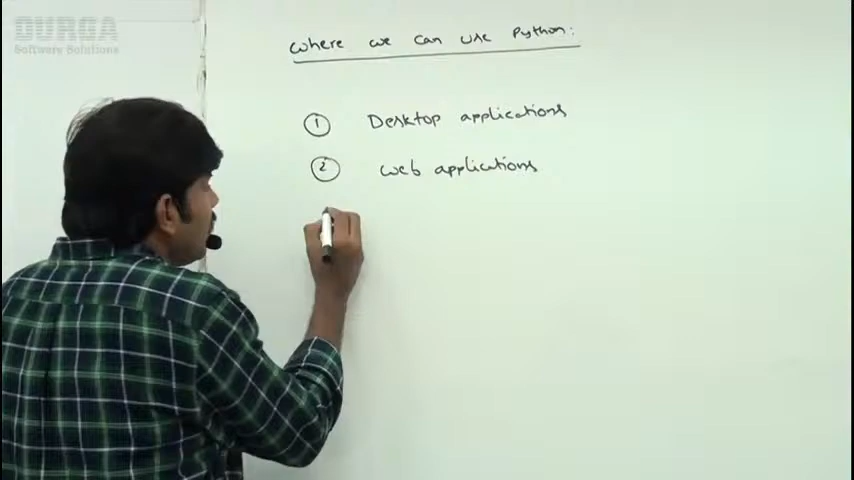 DURGA
Software Solutions
where we can use Python:
1 Desktop applications
2 web applications